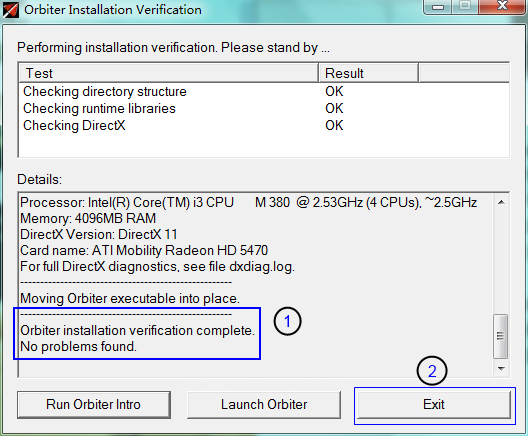 Orbiter Installation Verification
Performing installation verification. Please stand by ...
Test Result
Checking directory structure OK
Checking runtime libraries OK
Checking DirectX OK
Details:
Processor: Intel(R) Core(TM) i3 CPU M 380 @ 2.53GHz (4 CPUs), ~2.5GHz
Memory: 4096MB RAM
DirectX Version: DirectX 11
Card name: ATI Mobility Radeon HD 5470
For full DirectX diagnostics, see file dxdiag.log.
------------------------------------------------
Moving Orbiter executable into place.
------------------------------------------------
Orbiter installation verification complete.
No problems found.
1
2
Run Orbiter Intro Launch Orbiter Exit